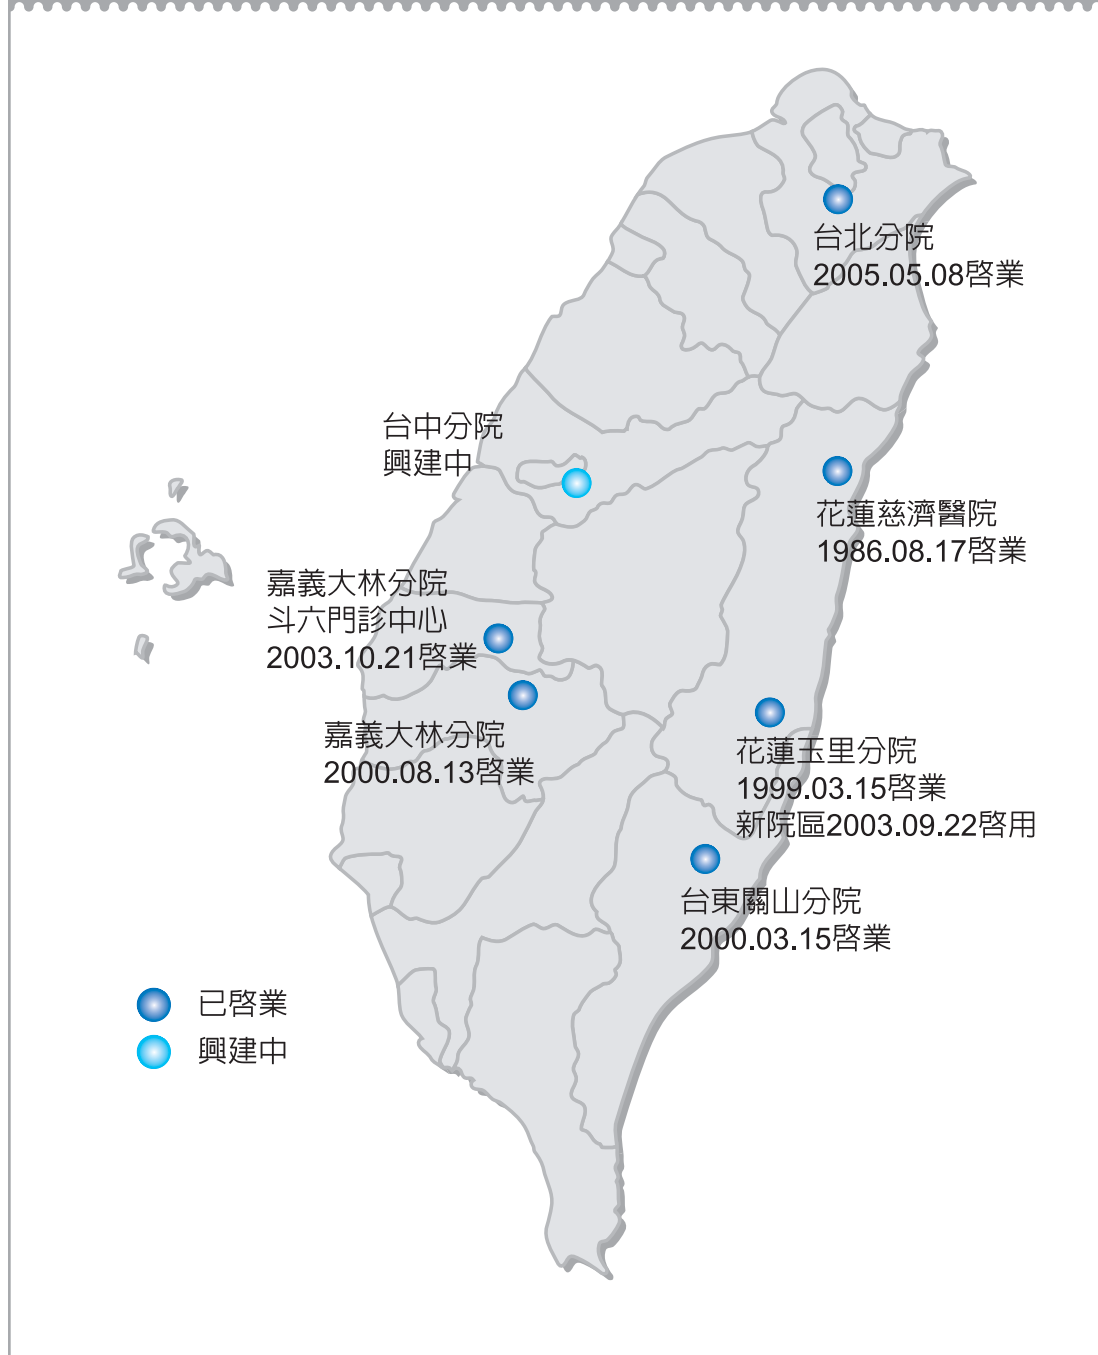 台北分院
2005.05.08啓業
台中分院
興建中
花蓮慈濟醫院
1986.08.17啓業
嘉義大林分院
斗六門診中心
2003.10.21啓業
嘉義大林分院
2000.08.13啓業
花蓮玉里分院
1999.03.15啓業
新院區2003.09.22啓用
台東關山分院
2000.03.15啓業
已啓業
興建中